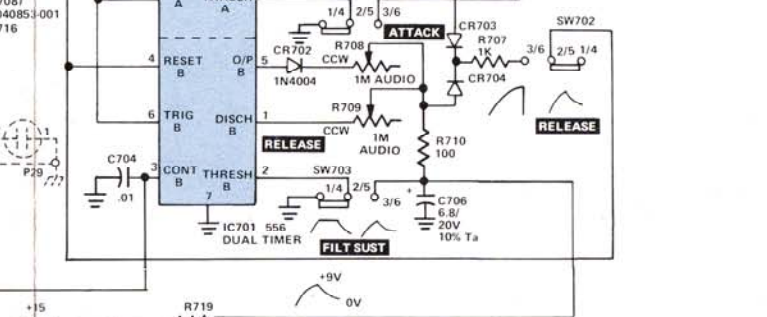 040853-001
716
A
A
1/4
2/5
3/6
ATTACK
CR703
R707
1K
3/6
2/5
1/4
SW702
CR704
RELEASE
4
RESET
B
O/P
B
5
CR702
1N4004
CCW
R708
1M AUDIO
6
TRIG
B
DISCH
B
1
R709
CCW
1M
AUDIO
RELEASE
R710
100
1
P29
C704
.01
3
CONT
B
THRESH
B
2
7
SW703
1/4
2/5
3/6
+
C706
6.8/
20V
10% Ta
IC701 556
DUAL TIMER
FILT SUST
+9V
0V
+15
R719